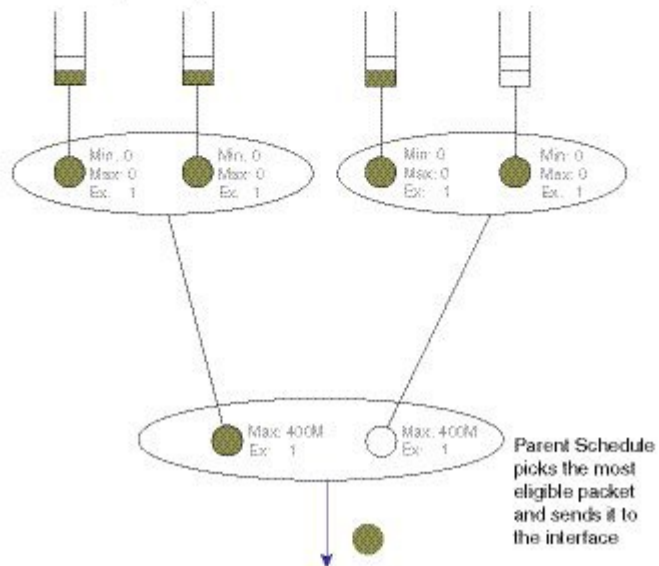 Min: 0
Max: 0
Ex: 1
Min: 0
Max: 0
Ex: 1
Min: 0
Max: 0
Ex: 1
Min: 0
Max: 0
Ex: 1
Max: 400M
Ex: 1
Max: 400M
Ex: 1
Parent Schedule
picks the most
eligible packet
and sends it to
the interface